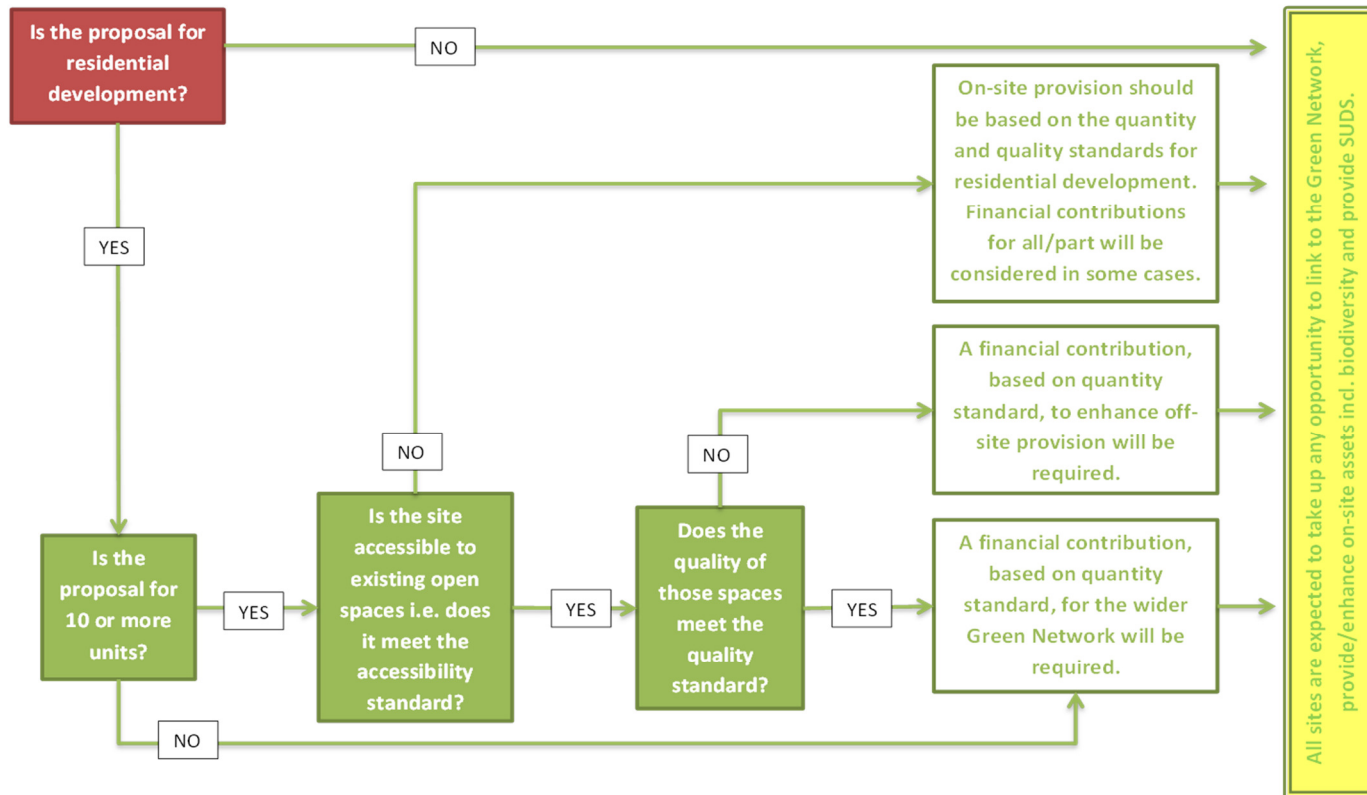 Is the proposal for
residential
development?
NO
YES
On-site provision should
be based on the quantity
and quality standards for
residential development.
Financial contributions
for all/part will be
considered in some cases.
A financial contribution,
based on quantity
standard, to enhance off-
site provision will be
required.
NO
NO
Is the
proposal for
10 or more
units?
YES
Is the site
accessible to
existing open
spaces i.e. does
it meet the
accessibility
standard?
YES
Does the
quality of
those spaces
meet the
quality
standard?
YES
A financial contribution,
based on quantity
standard, for the wider
Green Network will be
required.
NO
All sites are expected to take up any opportunity to link to the Green Network,
provide/enhance on-site assets incl. biodiversity and provide SUDS.